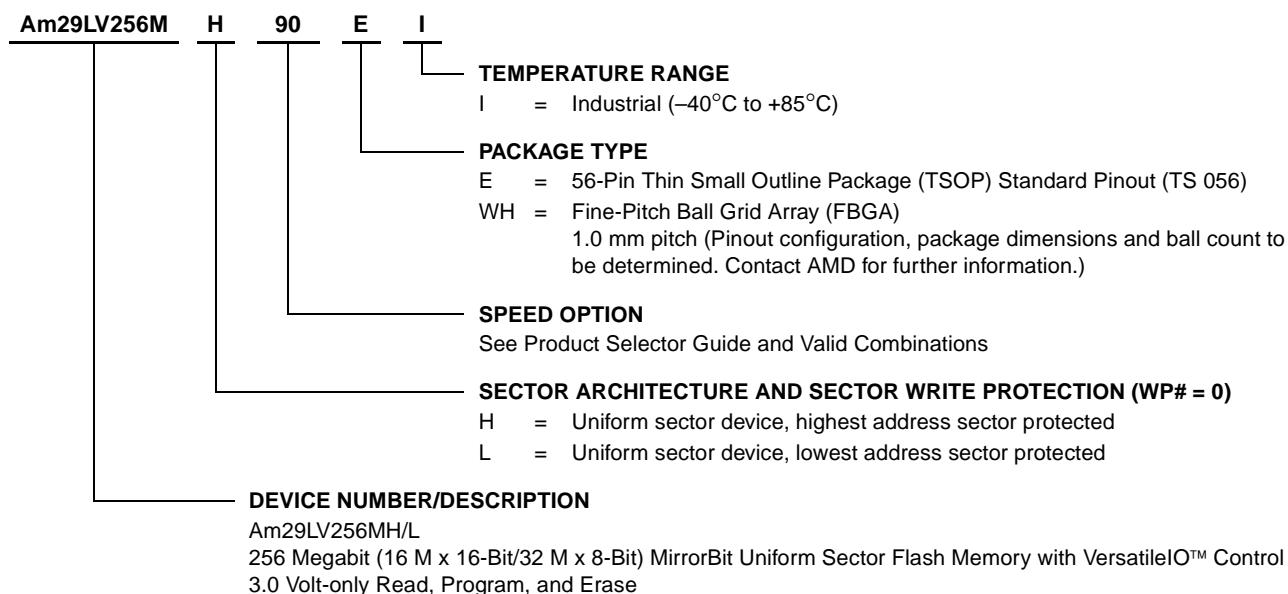 Am29LV256M H 90 E I
TEMPERATURE RANGE
I = Industrial (–40°C to +85°C)
PACKAGE TYPE
E = 56-Pin Thin Small Outline Package (TSOP) Standard Pinout (TS 056)
WH = Fine-Pitch Ball Grid Array (FBGA)
1.0 mm pitch (Pinout configuration, package dimensions and ball count to
be determined. Contact AMD for further information.)
SPEED OPTION
See Product Selector Guide and Valid Combinations
SECTOR ARCHITECTURE AND SECTOR WRITE PROTECTION (WP# = 0)
H = Uniform sector device, highest address sector protected
L = Uniform sector device, lowest address sector protected
DEVICE NUMBER/DESCRIPTION
Am29LV256MH/L
256 Megabit (16 M x 16-Bit/32 M x 8-Bit) MirrorBit Uniform Sector Flash Memory with VersatileIO™ Control
3.0 Volt-only Read, Program, and Erase